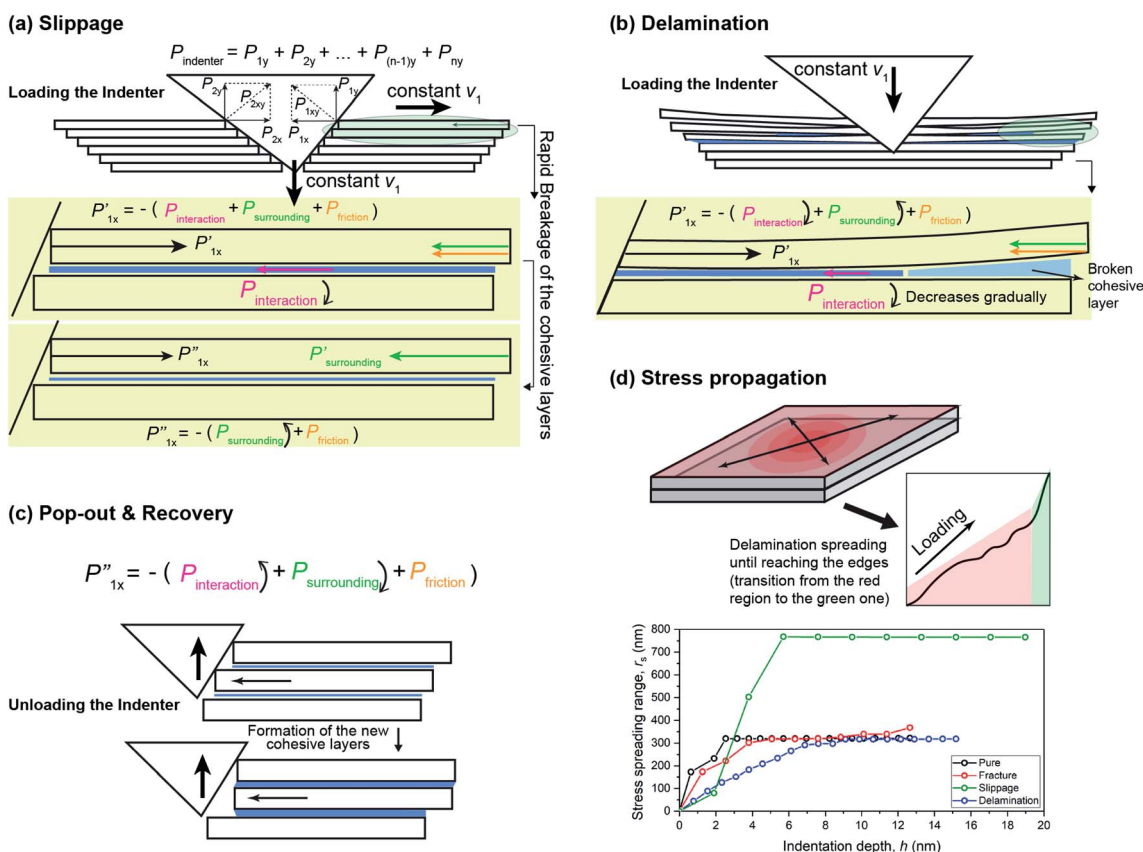 (a) Slippage
P_indenter = P_1y + P_2y + ... + P_(n-1)y + P_ny
Loading the Indenter
P_2y
P_2xy
P_2x
P_1y
P_1xy
P_1x
constant v_1
constant v_1
Rapid Breakage of the cohesive layers
P'_1x = - ( P_interaction + P_surrounding + P_friction )
P'_1x
P_interaction
P"_1x
P'_surrounding
P"_1x = - ( P_surrounding + P_friction )
(b) Delamination
Loading the Indenter
constant v_1
P'_1x = - ( P_interaction + P_surrounding + P_friction )
P'_1x
P_interaction
Decreases gradually
Broken
cohesive
layer
(c) Pop-out & Recovery
P"_1x = - ( P_interaction + P_surrounding + P_friction )
Unloading the Indenter
Formation of the new
cohesive layers
(d) Stress propagation
Delamination spreading
until reaching the edges
(transition from the red
region to the green one)
Loading
Stress spreading range, r_s (nm)
800
700
600
500
400
300
200
100
0
Pure
Fracture
Slippage
Delamination
0 2 4 6 8 10 12 14 16 18 20
Indentation depth, h (nm)